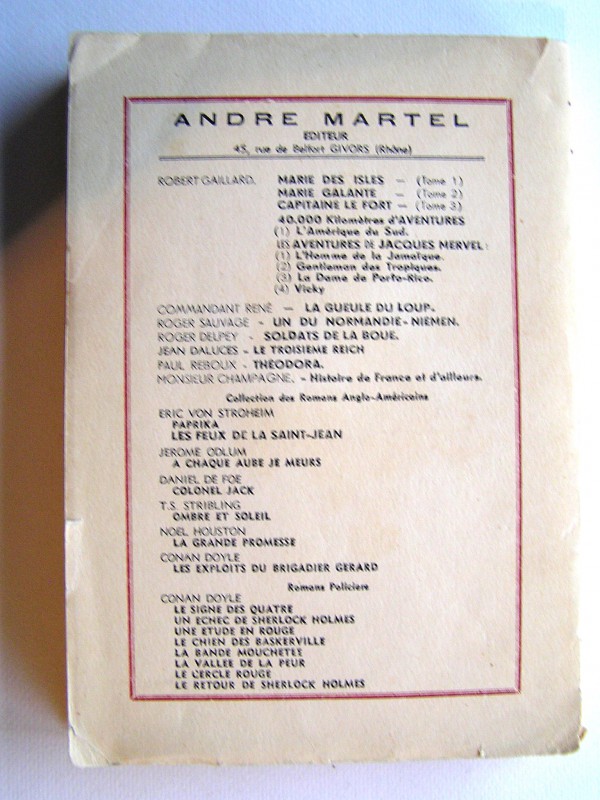 ANDRE MARTEL
EDITEUR
45, rue de Belfort GIVORS (Rhône)
ROBERT GAILLARD. MARIE DES ISLES — (Tome 1)
MARIE GALANTE — (Tome 2)
CAPITAINE LE FORT — (Tome 3)
40.000 Kilomètres d'AVENTURES
(1) L'Amérique du Sud.
LES AVENTURES DE JACQUES MERVEL :
(1) L'Homme de la Jamaïque.
(2) Gentleman des Tropiques.
(3) La Dame de Porto-Rico.
(4) Vicky
COMMANDANT RENÉ — LA GUEULE DU LOUP.
ROGER SAUVAGE - UN DU NORMANDIE-NIEMEN.
ROGER DELPEY - SOLDATS DE LA BOUE.
JEAN DALUCES - LE TROISIEME REICH
PAUL REBOUX - THÉODORA.
MONSIEUR CHAMPAGNE. - Histoire de France et d'ailleurs.
Collection des Romans Anglo-Américains
ERIC VON STROHEIM
PAPRIKA
LES FEUX DE LA SAINT-JEAN
JEROME ODLUM
A CHAQUE AUBE JE MEURS
DANIEL DE FOE
COLONEL JACK
T.S. STRIBLING
OMBRE ET SOLEIL
NOEL HOUSTON
LA GRANDE PROMESSE
CONAN DOYLE
LES EXPLOITS DU BRIGADIER GERARD
Romans Policiers
CONAN DOYLE
LE SIGNE DES QUATRE
UN ECHEC DE SHERLOCK HOLMES
UNE ETUDE EN ROUGE
LE CHIEN DES BASKERVILLE
LA BANDE MOUCHETEE
LA VALLEE DE LA PEUR
LE CERCLE ROUGE
LE RETOUR DE SHERLOCK HOLMES